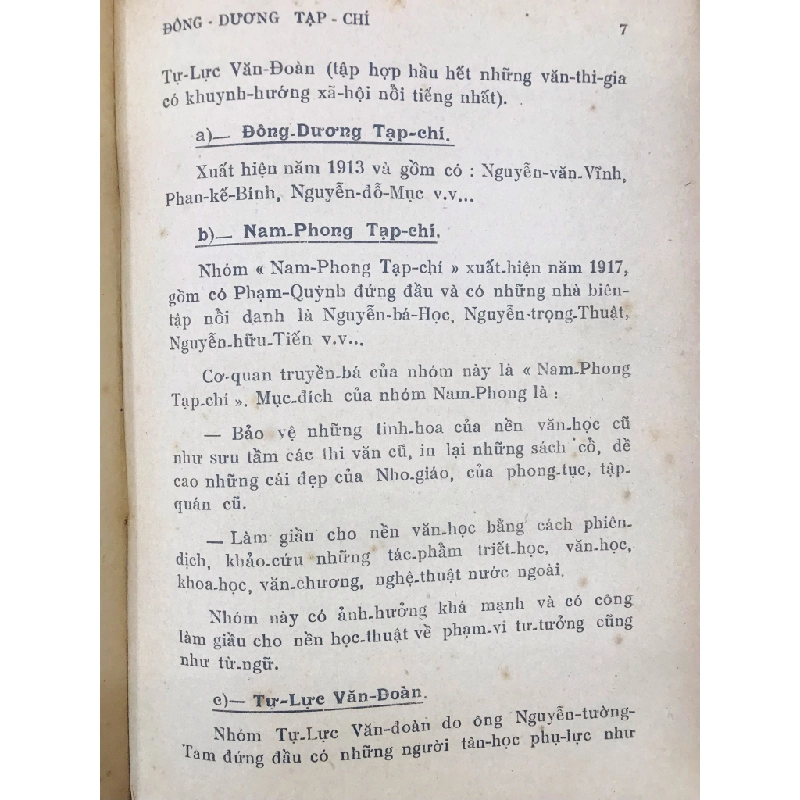 ĐÔNG - DƯƠNG TẠP - CHÍ 7
Tự-Lực Văn-Đoàn (tập hợp hầu hết những văn-thi-gia
có khuynh-hướng xã-hội nổi tiếng nhất).
a)— Đông-Dương Tạp-chí.
Xuất hiện năm 1913 và gồm có : Nguyễn-văn-Vĩnh,
Phan-kế-Bính, Nguyễn-đỗ-Mục v.v...
b)— Nam-Phong Tạp-chí.
Nhóm « Nam-Phong Tạp-chí » xuất-hiện năm 1917,
gồm có Phạm-Quỳnh đứng đầu và có những nhà biên-
tập nổi danh là Nguyễn-bá-Học, Nguyễn-trọng-Thuật,
Nguyễn-hữu-Tiến v.v...
Cơ-quan truyền-bá của nhóm này là « Nam-Phong
Tạp-chí ». Mục-đích của nhóm Nam-Phong là :
— Bảo vệ những tinh-hoa của nền văn-học cũ
như sưu tầm các thi văn cũ, in lại những sách cổ, đề
cao những cái đẹp của Nho-giáo, của phong-tục, tập-
quán cũ.
— Làm giầu cho nền văn-học bằng cách phiên-
dịch, khảo-cứu những tác-phẩm triết-học, văn-học,
khoa-học, văn-chương, nghệ-thuật nước ngoài.
Nhóm này có ảnh-hưởng khá mạnh và có công
làm giầu cho nền học-thuật về phạm-vi tư-tưởng cũng
như từ-ngữ.
c)— Tự-Lực Văn-Đoàn.
Nhóm Tự-Lực Văn-đoàn do ông Nguyễn-tường-
Tam đứng đầu có những người tân-học phụ-lực như